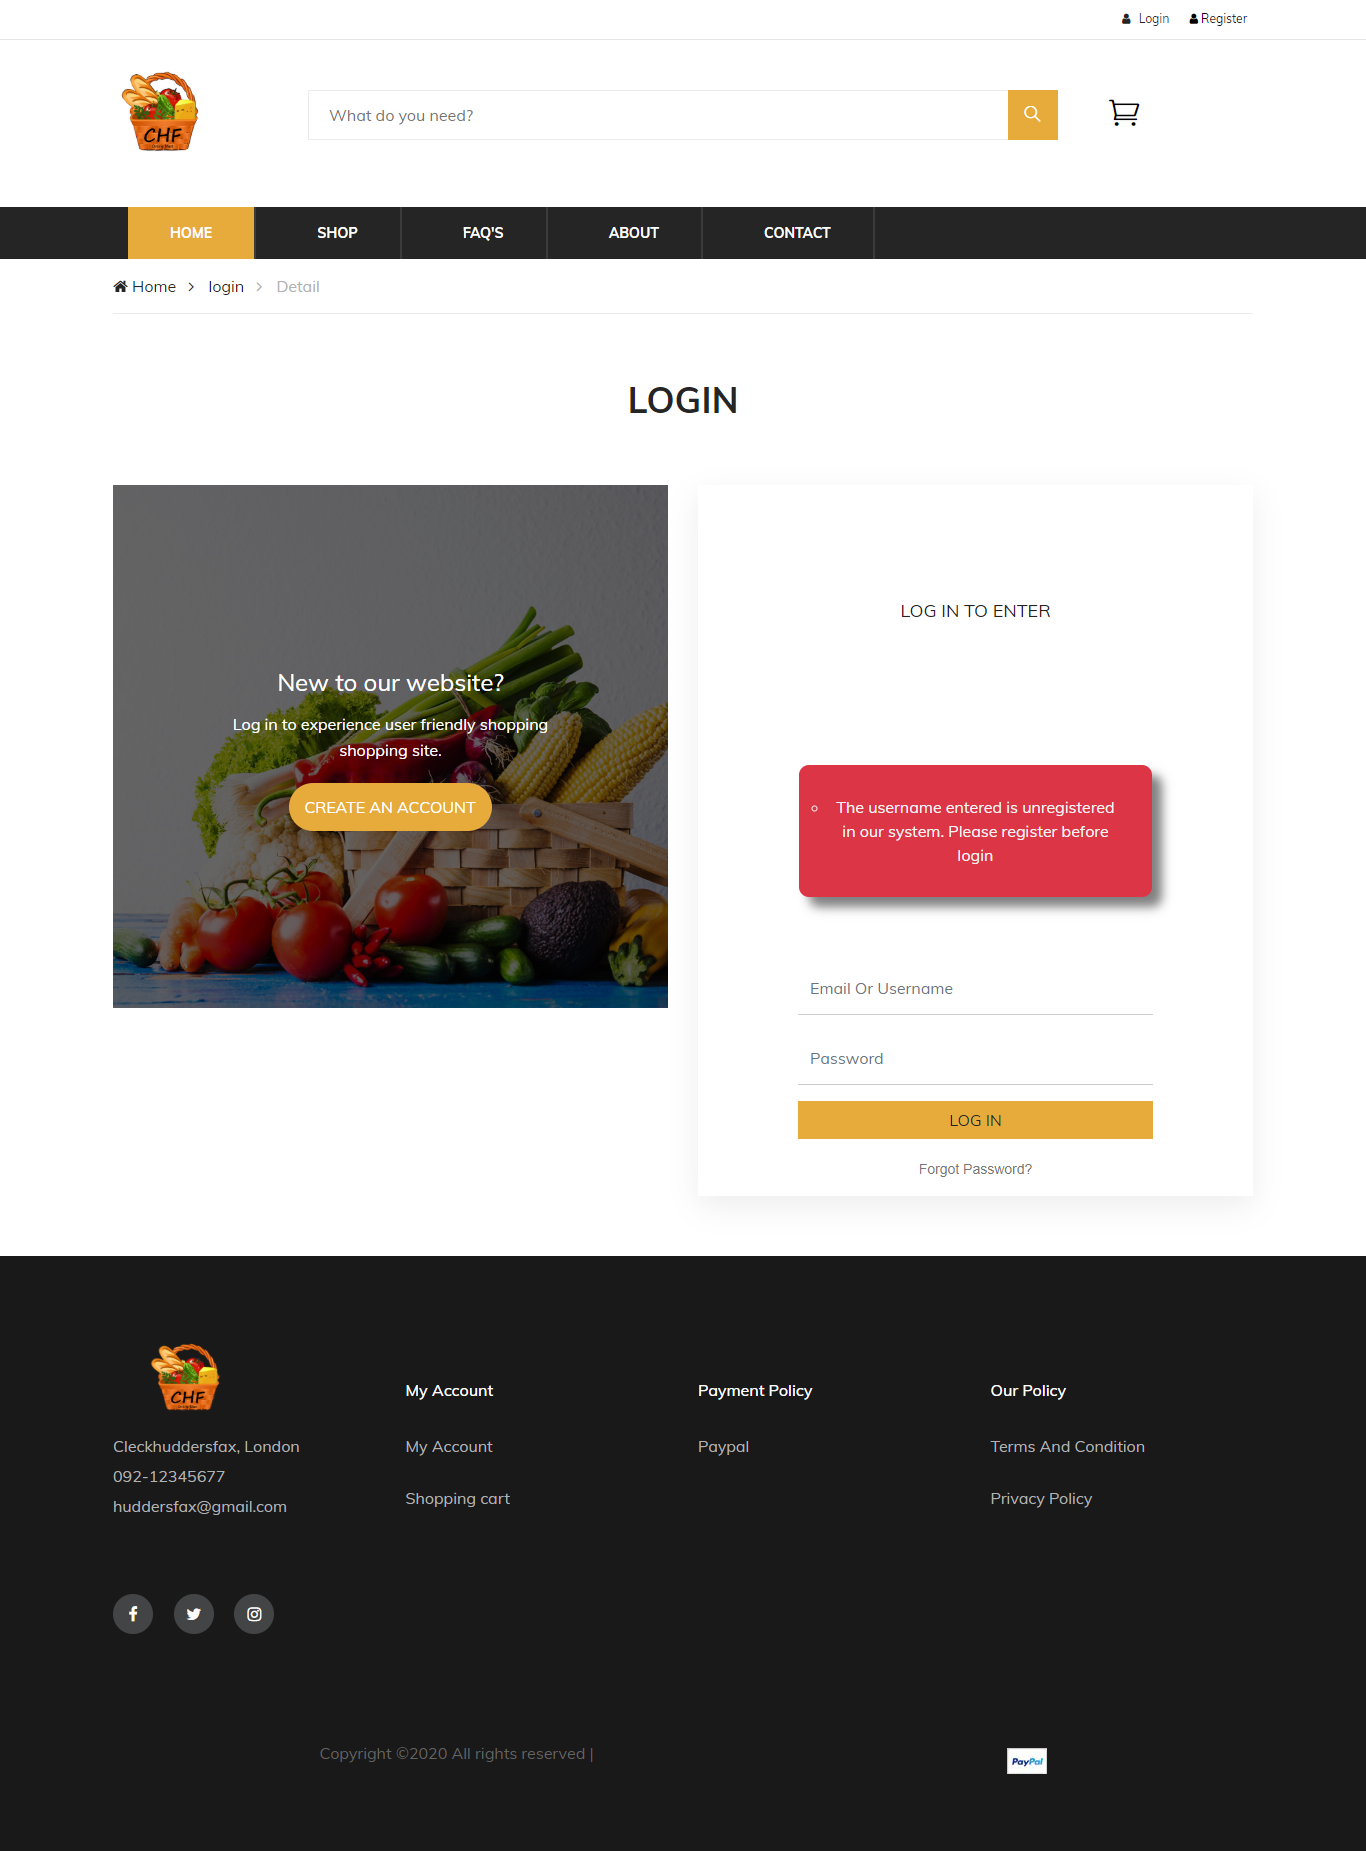 Login
Register
CHF
What do you need?
HOME
SHOP
FAQ'S
ABOUT
CONTACT
Home
login
Detail
LOGIN
New to our website?
Log in to experience user friendly shopping
shopping site.
CREATE AN ACCOUNT
LOG IN TO ENTER
The username entered is unregistered
in our system. Please register before
login
Email Or Username
Password
LOG IN
Forgot Password?
CHF
Cleckhuddersfax, London
092-12345677
huddersfax@gmail.com
My Account
My Account
Shopping cart
Payment Policy
Paypal
Our Policy
Terms And Condition
Privacy Policy
Copyright ©2020 All rights reserved |
PayPal